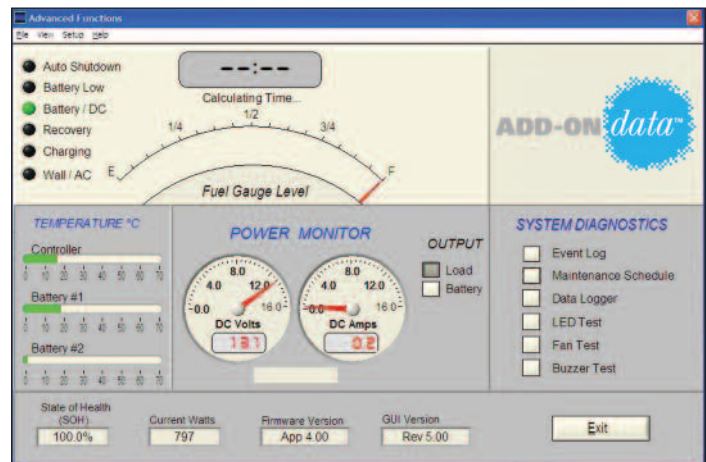 Advanced Functions
File View Setup Help
Auto Shutdown
Battery Low
Battery / DC
Recovery
Charging
Wall / AC
--:--
Calculating Time...
E 1/4 1/2 3/4 F
Fuel Gauge Level
ADD-ON data™
TEMPERATURE °C
Controller
0 10 20 30 40 50 60 70
Battery #1
0 10 20 30 40 50 60 70
Battery #2
0 10 20 30 40 50 60 70
POWER MONITOR
0.0 4.0 8.0 12.0 16.0
DC Volts
13.1
0.0 4.0 8.0 12.0 16.0
DC Amps
0.2
OUTPUT
Load
Battery
SYSTEM DIAGNOSTICS
Event Log
Maintenance Schedule
Data Logger
LED Test
Fan Test
Buzzer Test
State of Health
(SOH)
100.0%
Current Watts
797
Firmware Version
App 4.00
GUI Version
Rev 5.00
Exit